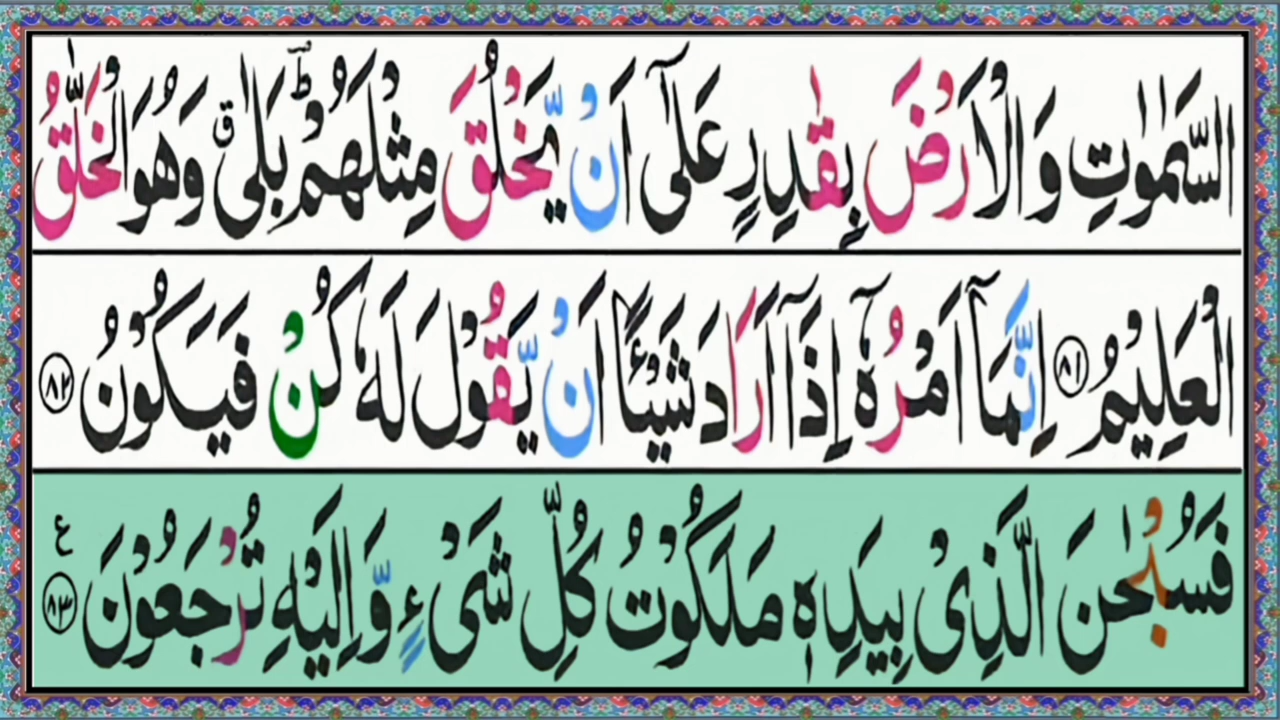 السَّمٰوٰتِ وَ الْاَرْضَ بِقٰدِرٍ عَلٰۤى اَنْ یَّخْلُقَ مِثْلَهُمْؕ بَلٰىۗ وَهُوَ الْخَلّٰقُ
الْعَلِیْمُ ۝۸۱ اِنَّمَاۤ اَمْرُهٗۤ اِذَاۤ اَرَادَ شَیْـًٔا اَنْ یَّقُوْلَ لَهٗ كُنْ فَیَكُوْنُ ۝۸۲
فَسُبْحٰنَ الَّذِیْ بِیَدِهٖ مَلَكُوْتُ كُلِّ شَیْءٍ وَّ اِلَیْهِ تُرْجَعُوْنَ ۝۸۳ ع